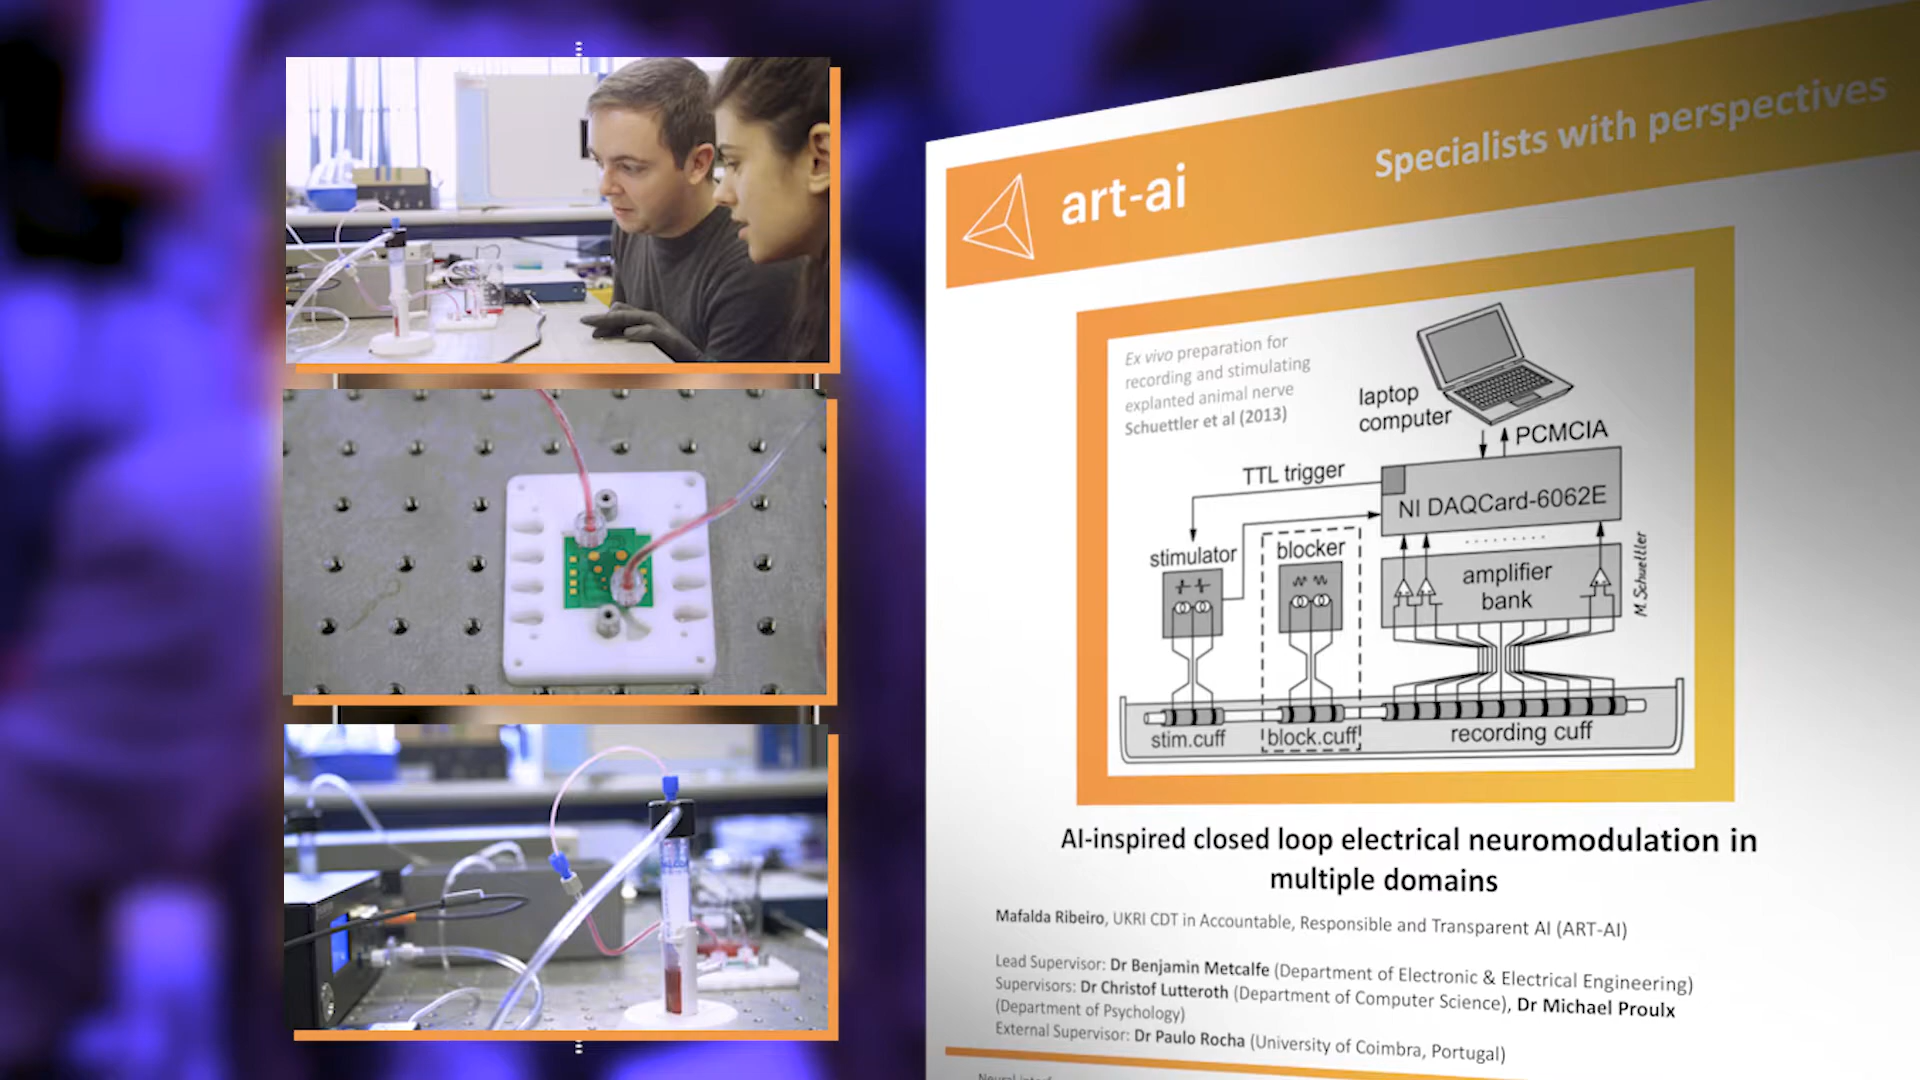 art-ai
Specialists with perspectives
Ex vivo preparation for
recording and stimulating
explanted animal nerve
Schuettler et al (2013)
laptop
computer
PCMCIA
TTL trigger
NI DAQCard-6062E
stimulator
blocker
amplifier
bank
M.Schuettler
stim.cuff
block.cuff
recording cuff
AI-inspired closed loop electrical neuromodulation in
multiple domains
Mafalda Ribeiro, UKRI CDT in Accountable, Responsible and Transparent AI (ART-AI)
Lead Supervisor: Dr Benjamin Metcalfe (Department of Electronic & Electrical Engineering)
Supervisors: Dr Christof Lutteroth (Department of Computer Science), Dr Michael Proulx
(Department of Psychology)
External Supervisor: Dr Paulo Rocha (University of Coimbra, Portugal)